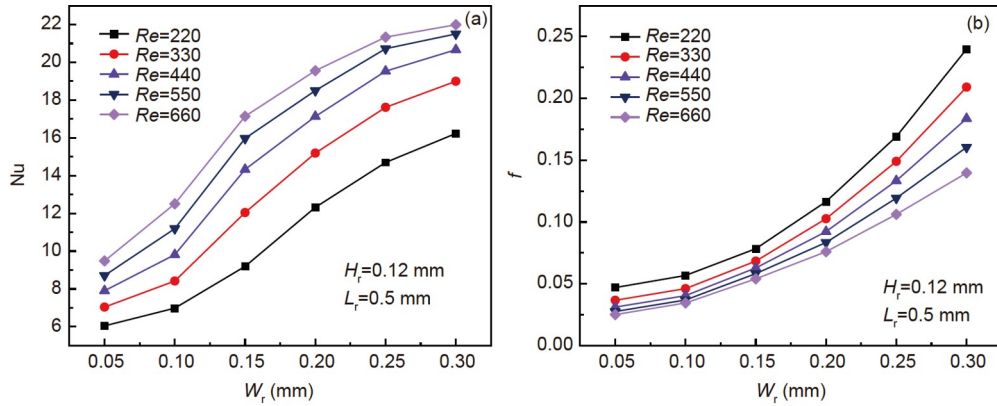 (a)
22
20
18
16
14
12
10
8
6
Nu
Re=220
Re=330
Re=440
Re=550
Re=660
Hr=0.12 mm
Lr=0.5 mm
0.05 0.10 0.15 0.20 0.25 0.30
Wr (mm)
(b)
0.25
0.20
0.15
0.10
0.05
0.00
f
Re=220
Re=330
Re=440
Re=550
Re=660
Hr=0.12 mm
Lr=0.5 mm
0.05 0.10 0.15 0.20 0.25 0.30
Wr (mm)